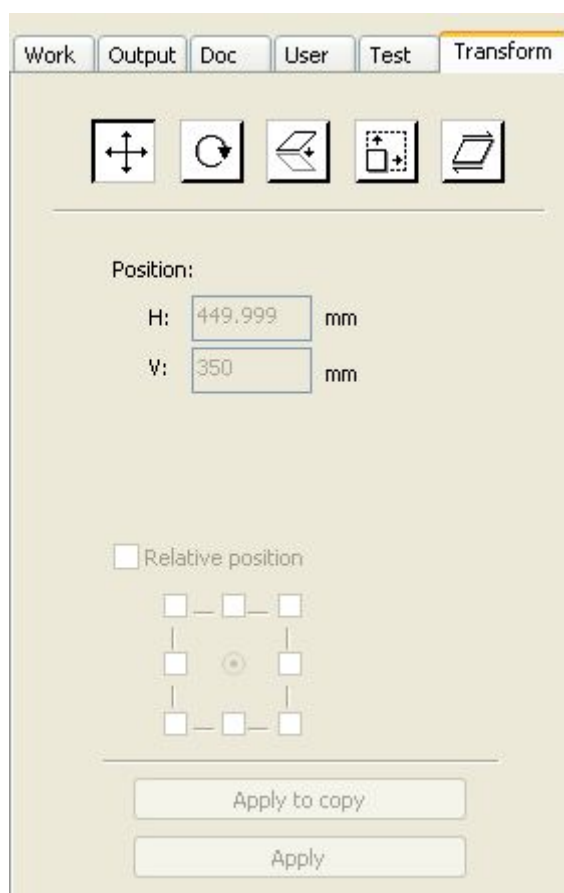 Work Output Doc User Test Transform
Position:
H: 449.999 mm
V: 350 mm
Relative position
Apply to copy
Apply